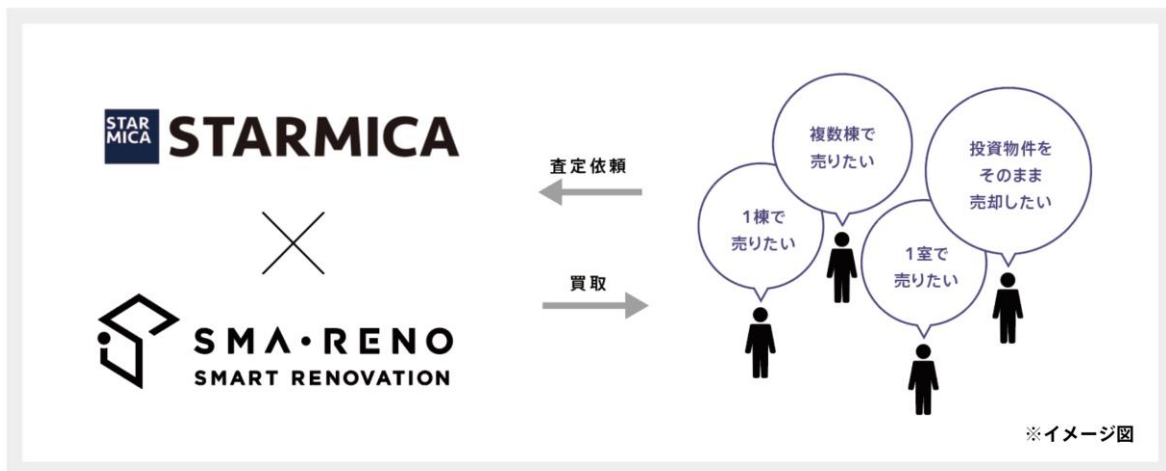 STAR
MICA
STARMICA
SMA・RENO
SMART RENOVATION
査定依頼
買取
1棟で
売りたい
複数棟で
売りたい
1室で
売りたい
投資物件を
そのまま
売却したい
※イメージ図